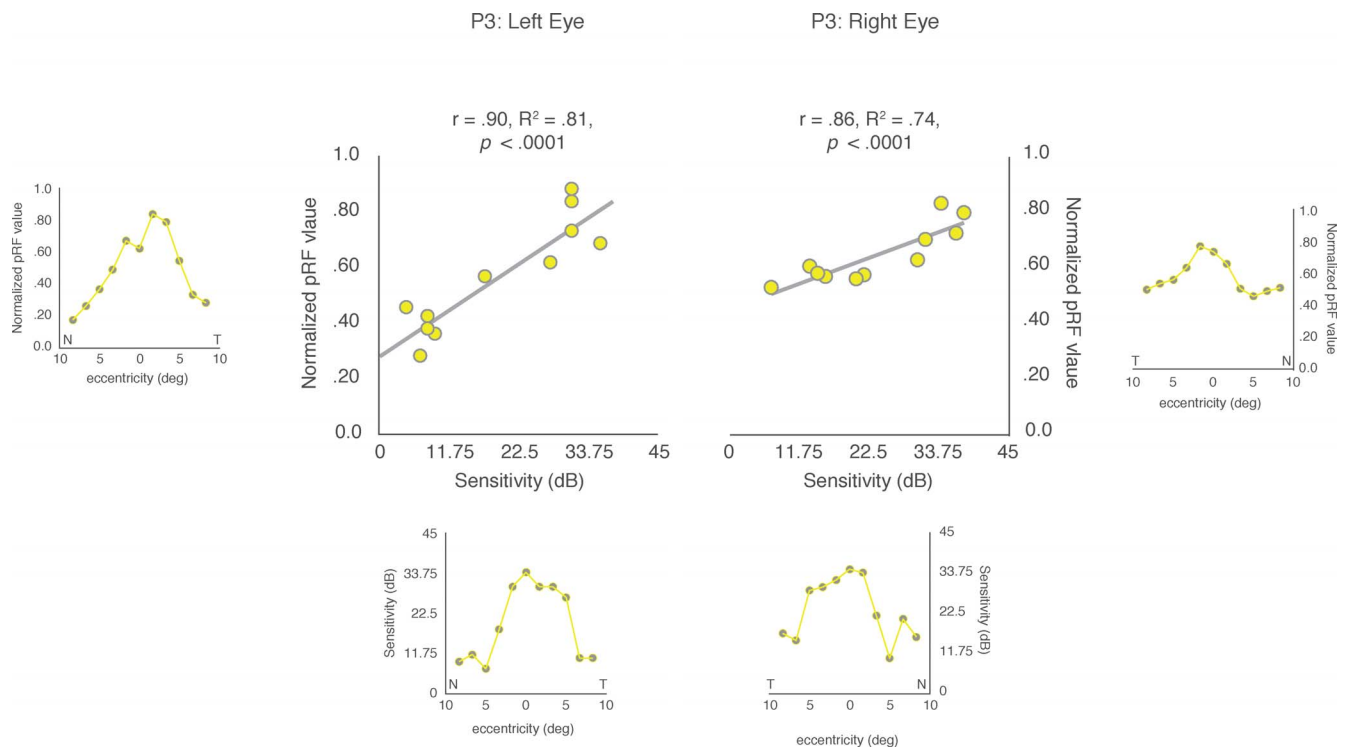 P3: Left Eye
P3: Right Eye
r = .90, R² = .81,
p < .0001
r = .86, R² = .74,
p < .0001
1.0
.80
.60
.40
.20
0.0
Normalized pRF value
N
T
10 5 0 5 10
eccentricity (deg)
1.0
.80
.60
.40
.20
0.0
Normalized pRF vlaue
0 11.75 22.5 33.75 45
Sensitivity (dB)
1.0
.80
.60
.40
.20
0.0
Normalized pRF vlaue
0 11.75 22.5 33.75 45
Sensitivity (dB)
1.0
.80
.60
.40
.20
0.0
Normalized pRF value
T
N
10 5 0 5 10
eccentricity (deg)
45
33.75
22.5
11.75
0
Sensitivity (dB)
N
T
10 5 0 5 10
eccentricity (deg)
45
33.75
22.5
11.75
0
Sensitivity (dB)
T
N
10 5 0 5 10
eccentricity (deg)